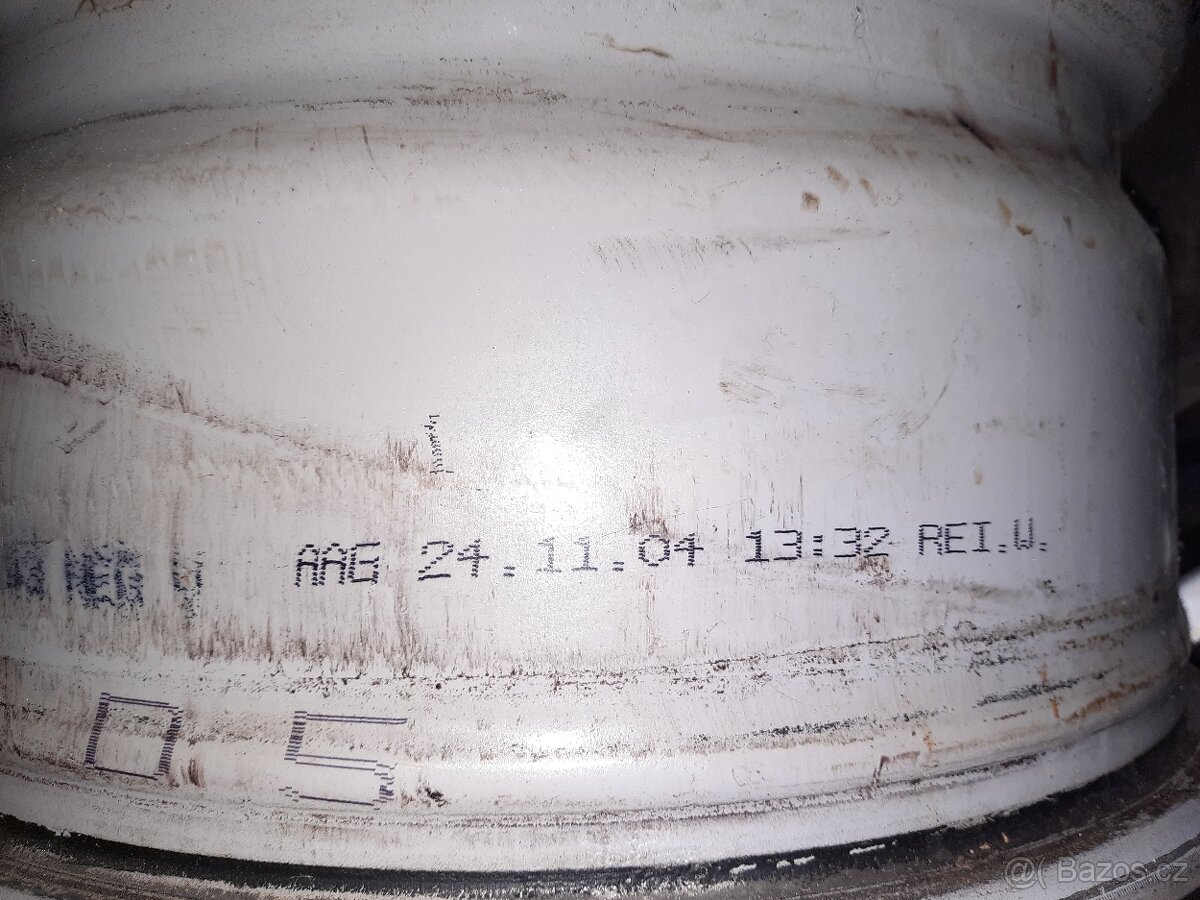 AAG 24.11.04 13:32 REI.W.
05
@( Bazos.cz